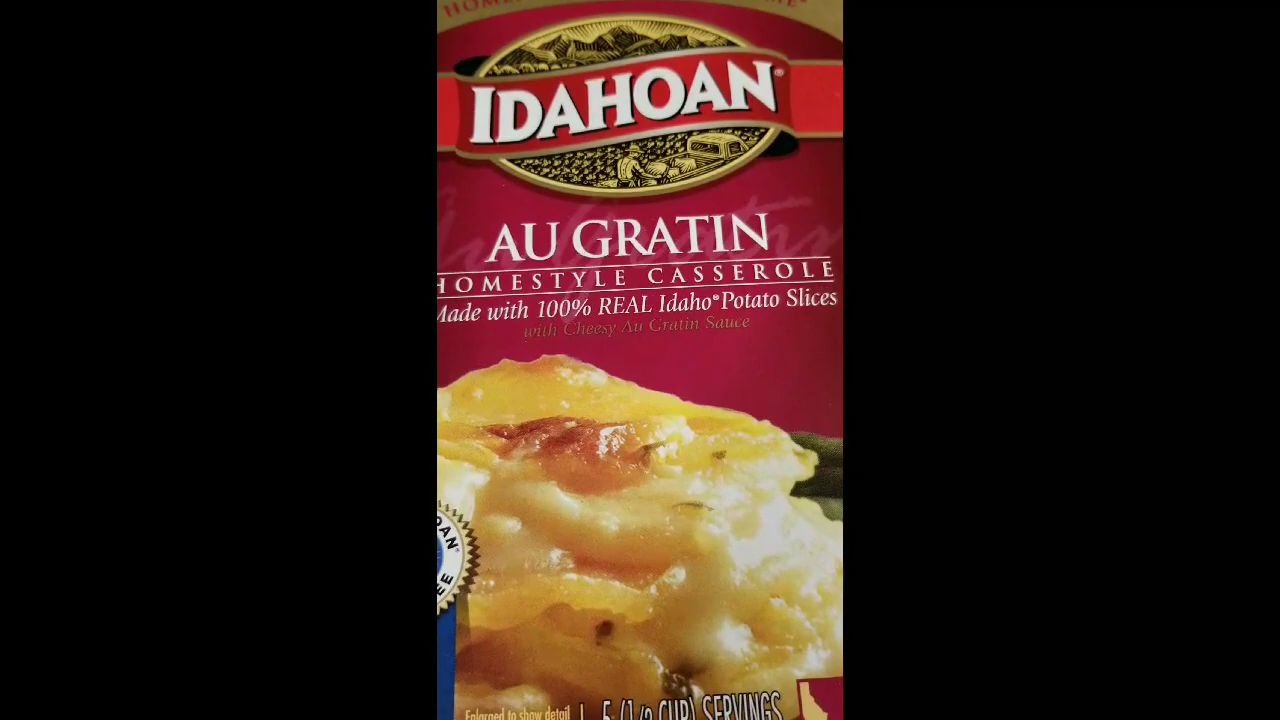 IDAHOAN®
AU GRATIN
HOMESTYLE CASSEROLE
Made with 100% REAL Idaho® Potato Slices
with Cheesy Au Gratin Sauce
Enlarged to show detail
5 (1/2 CUP) SERVINGS